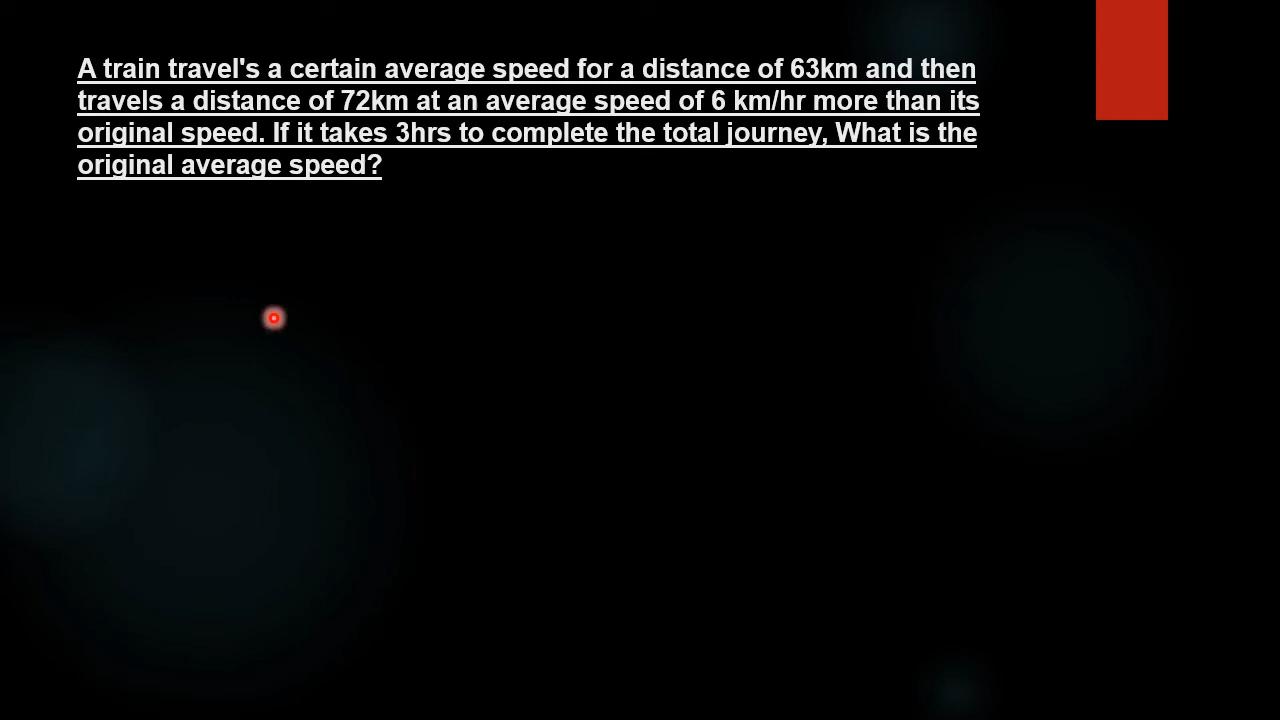 A train travel's a certain average speed for a distance of 63km and then
travels a distance of 72km at an average speed of 6 km/hr more than its
original speed. If it takes 3hrs to complete the total journey, What is the
original average speed?